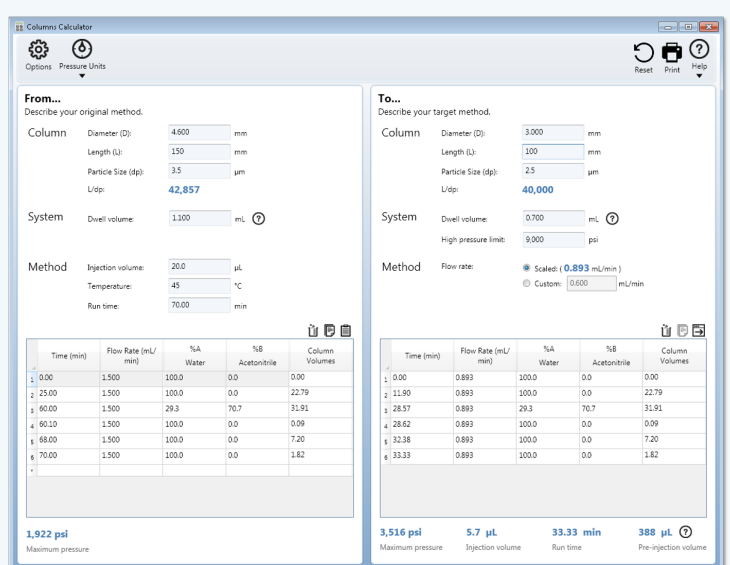 Columns Calculator
Options Pressure Units Reset Print Help
From...
Describe your original method.
Column Diameter (D): 4.600 mm
Length (L): 150 mm
Particle Size (dp): 3.5 µm
L/dp: 42,857
System Dwell volume: 1.100 mL ?
Method Injection volume: 20.0 µL
Temperature: 45 °C
Run time: 70.00 min
Time (min) Flow Rate (mL/min) %A Water %B Acetonitrile Column Volumes
1 0.00 1.500 100.0 0.0 0.00
2 25.00 1.500 100.0 0.0 22.79
3 60.00 1.500 29.3 70.7 31.91
4 60.10 1.500 100.0 0.0 0.09
5 68.00 1.500 100.0 0.0 7.20
6 70.00 1.500 100.0 0.0 1.82
*
1,922 psi
Maximum pressure
To...
Describe your target method.
Column Diameter (D): 3.000 mm
Length (L): 100 mm
Particle Size (dp): 2.5 µm
L/dp: 40,000
System Dwell volume: 0.700 mL ?
High pressure limit: 9,000 psi
Method Flow rate: Scaled: ( 0.893 mL/min )
Custom: 0.600 mL/min
Time (min) Flow Rate (mL/min) %A Water %B Acetonitrile Column Volumes
1 0.00 0.893 100.0 0.0 0.00
2 11.90 0.893 100.0 0.0 22.79
3 28.57 0.893 29.3 70.7 31.91
4 28.62 0.893 100.0 0.0 0.09
5 32.38 0.893 100.0 0.0 7.20
6 33.33 0.893 100.0 0.0 1.82
3,516 psi 5.7 µL 33.33 min 388 µL ?
Maximum pressure Injection volume Run time Pre-injection volume